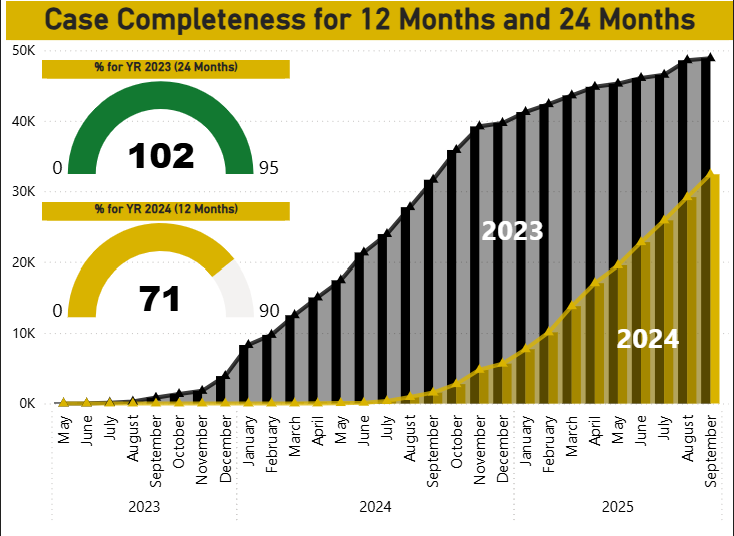 Case Completeness for 12 Months and 24 Months
50K
% for YR 2023 (24 Months)
102
0
95
40K
30K
% for YR 2024 (12 Months)
71
0
90
2023
20K
2024
10K
0K
May
June
July
August
September
October
November
December
January
February
March
April
May
June
July
August
September
October
November
December
January
February
March
April
May
June
July
August
September
2023
2024
2025